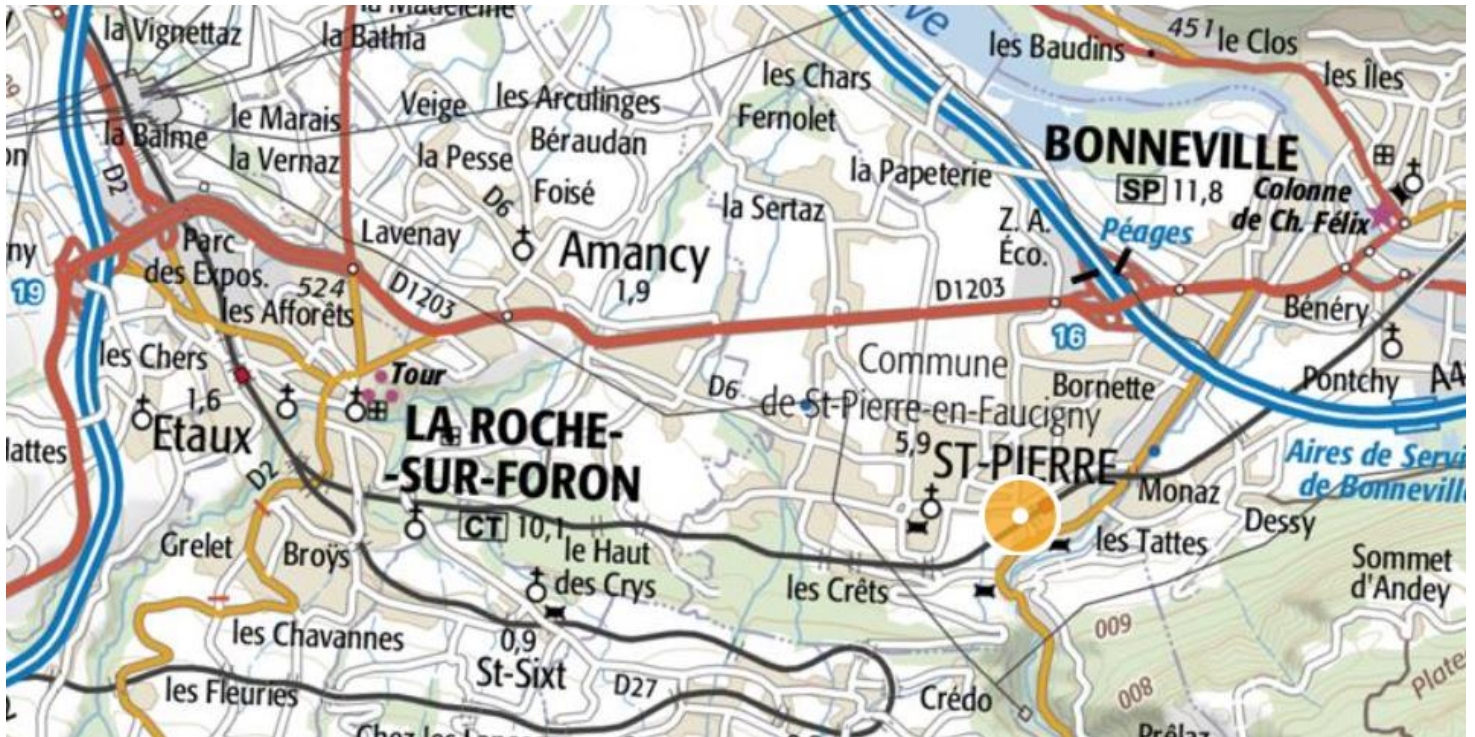 la Madeleine
la Vignettaz
la Bathia
451
le Clos
les Baudins
les Îles
les Chars
Veige
les Arculinges
Fernolet
le Marais
la Balme
Béraudan
BONNEVILLE
la Vernaz
la Pesse
la Papeterie
SP 11,8
Colonne
de Ch. Félix
D2
Foisé
D6
la Sertaz
Z. A.
Éco.
Péages
Parc
des Expos.
Lavenay
Amancy
1,9
19
524
D1203
D1203
les Afforêts
Bénéry
16
les Chers
Commune
de St-Pierre-en-Faucigny
Tour
D6
Bornette
Pontchy
1,6
Etaux
LA ROCHE-
-SUR-FORON
5,9
ST-PIERRE
Aires de Servi
de Bonneville
D2
Monaz
CT 10,1
Dessy
Grelet
Broÿs
le Haut
des Crys
les Tattes
Sommet
d'Andey
les Crêts
les Chavannes
0,9
St-Sixt
009
les Fleuries
D27
Crédo
008
Prêlaz